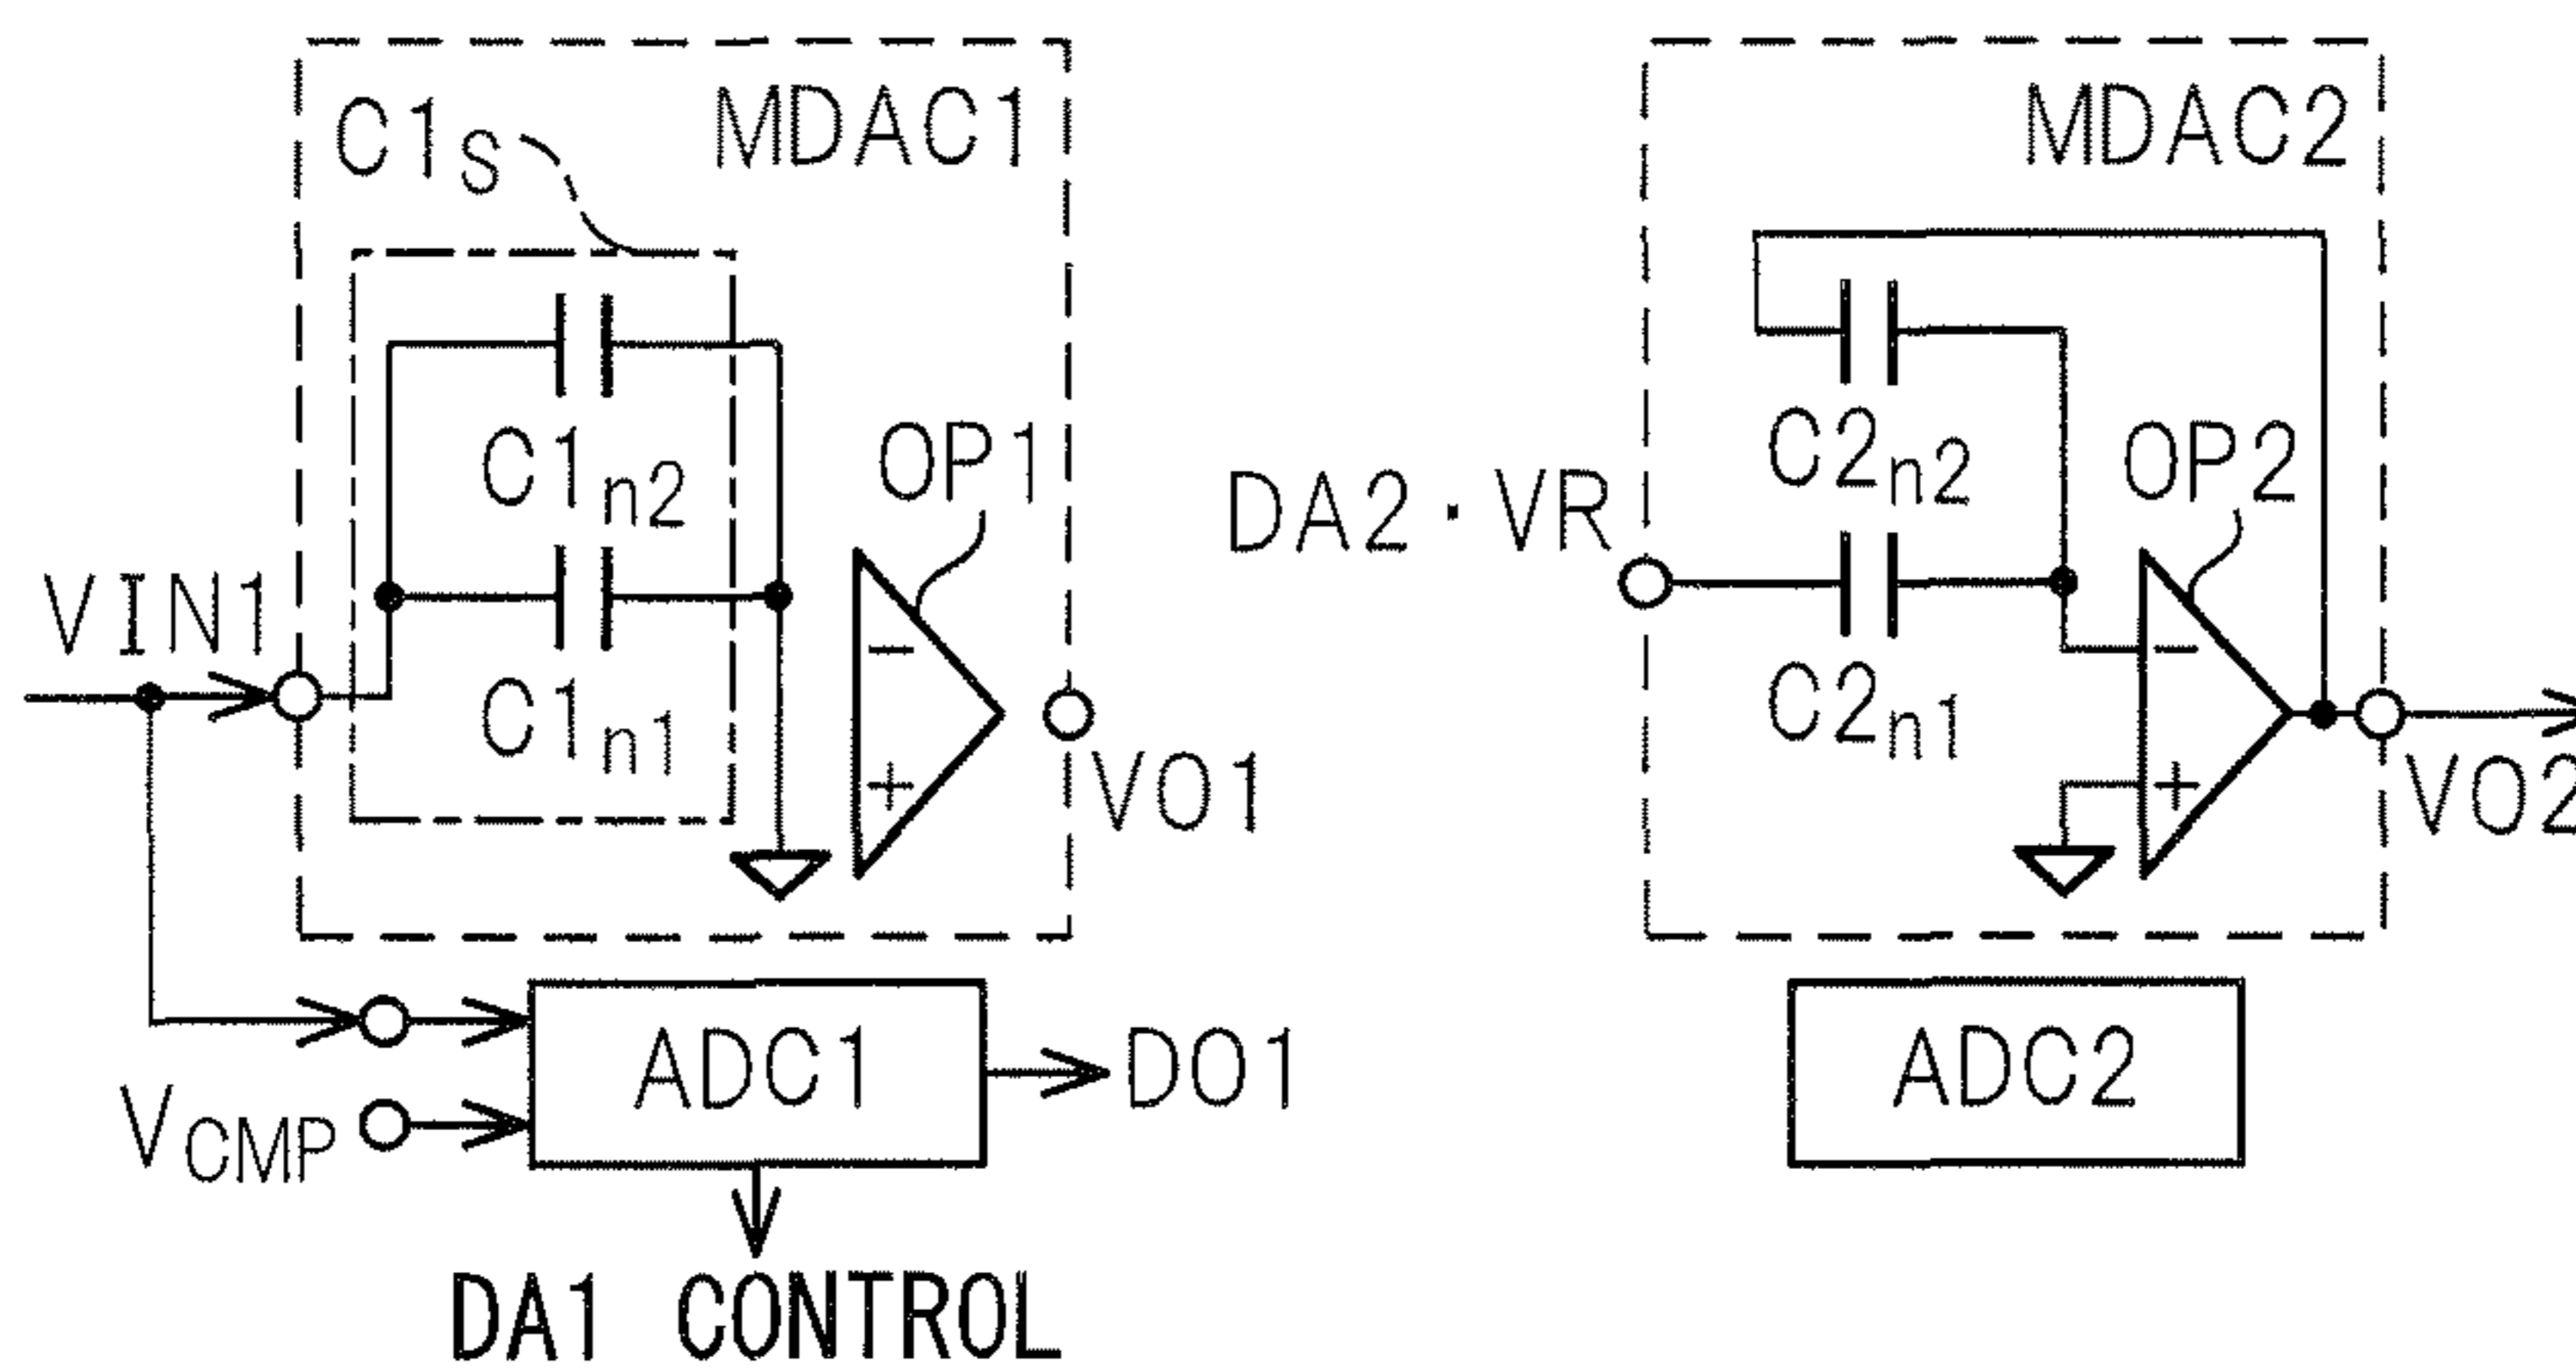 MDAC1
C1S
C1n2
C1n1
OP1
VIN1
VO1
ADC1
DO1
VCMP
DA1 CONTROL
MDAC2
DA2·VR
C2n2
C2n1
OP2
VO2
ADC2